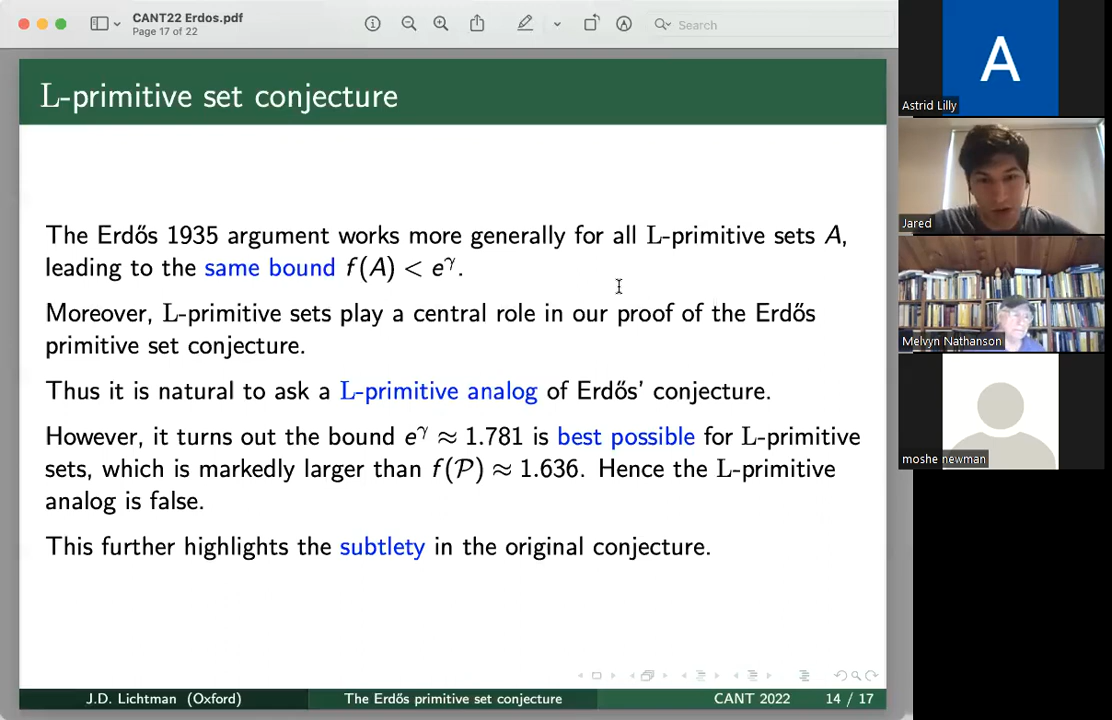 CANT22 Erdos.pdf
Page 17 of 22
Search
L-primitive set conjecture
The Erdős 1935 argument works more generally for all L-primitive sets A,
leading to the same bound f(A) < e^γ.
Moreover, L-primitive sets play a central role in our proof of the Erdős
primitive set conjecture.
Thus it is natural to ask a L-primitive analog of Erdős' conjecture.
However, it turns out the bound e^γ ≈ 1.781 is best possible for L-primitive
sets, which is markedly larger than f(𝒫) ≈ 1.636. Hence the L-primitive
analog is false.
This further highlights the subtlety in the original conjecture.
J.D. Lichtman (Oxford)
The Erdős primitive set conjecture
CANT 2022
14 / 17
A
Astrid Lilly
Jared
Melvyn Nathanson
moshe newman